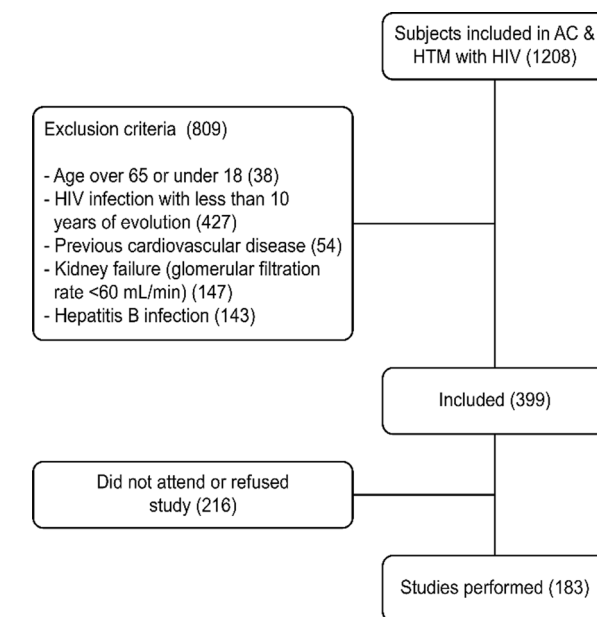 Subjects included in AC &
HTM with HIV (1208)
Exclusion criteria (809)
- Age over 65 or under 18 (38)
- HIV infection with less than 10
years of evolution (427)
- Previous cardiovascular disease (54)
- Kidney failure (glomerular filtration
rate <60 mL/min) (147)
- Hepatitis B infection (143)
Included (399)
Did not attend or refused
study (216)
Studies performed (183)